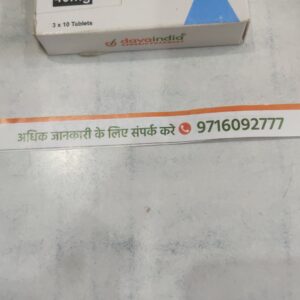 3 x 10 Tablets
davaindia
अधिक जानकारी के लिए संपर्क करे 9716092777